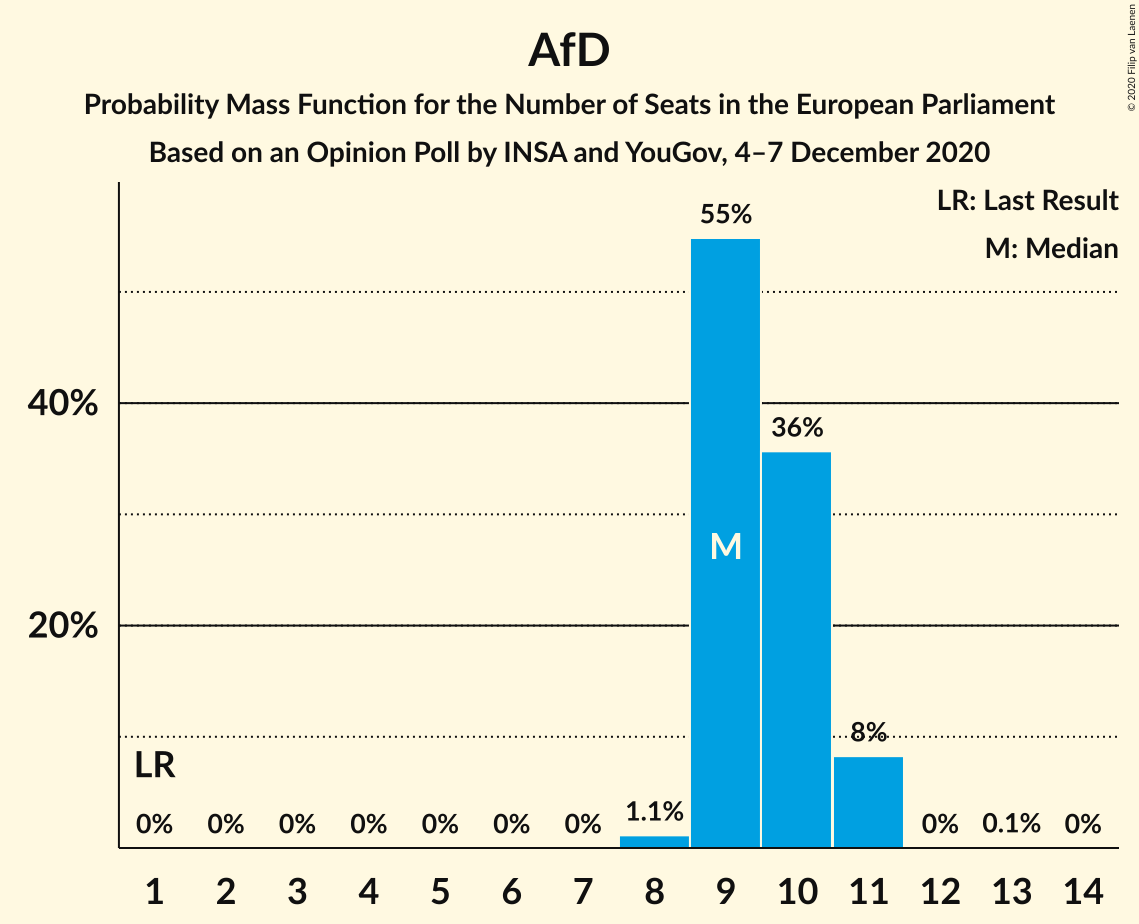 AfD
Probability Mass Function for the Number of Seats in the European Parliament
Based on an Opinion Poll by INSA and YouGov, 4–7 December 2020
© 2020 Filip van Laenen
LR: Last Result
M: Median
55%
40%
36%
M
20%
8%
LR
0% 0% 0% 0% 0% 0% 0% 1.1% 0% 0.1% 0%
1 2 3 4 5 6 7 8 9 10 11 12 13 14